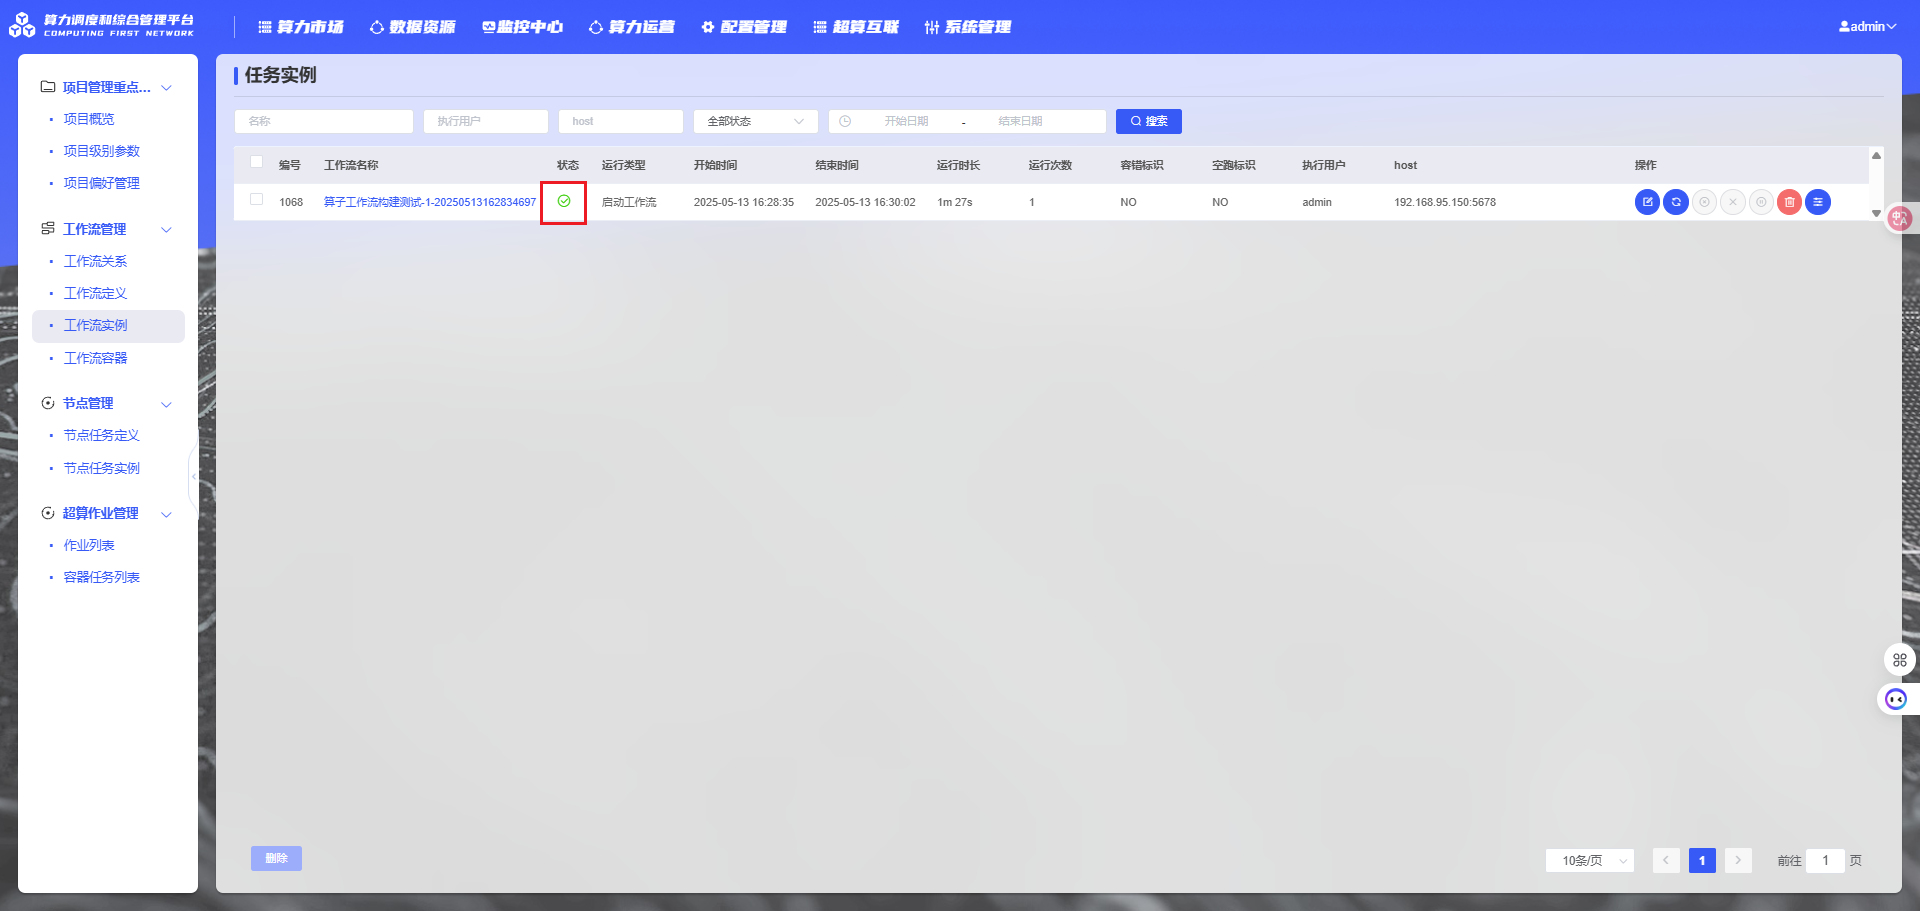 算力调度和综合管理平台
COMPUTING FIRST NETWORK
算力市场 数据资源 监控中心 算力运营 配置管理 超算互联 系统管理
admin
项目管理重点...
项目概览
项目级别参数
项目偏好管理
工作流管理
工作流关系
工作流定义
工作流实例
工作流容器
节点管理
节点任务定义
节点任务实例
超算作业管理
作业列表
容器任务列表
任务实例
名称 执行用户 host 全部状态 开始日期 - 结束日期 搜索
编号 工作流名称 状态 运行类型 开始时间 结束时间 运行时长 运行次数 容错标识 空跑标识 执行用户 host 操作
1068 算子工作流构建测试-1-20250513162834697 启动工作流 2025-05-13 16:28:35 2025-05-13 16:30:02 1m 27s 1 NO NO admin 192.168.95.150:5678
删除
10条/页 1 前往 1 页